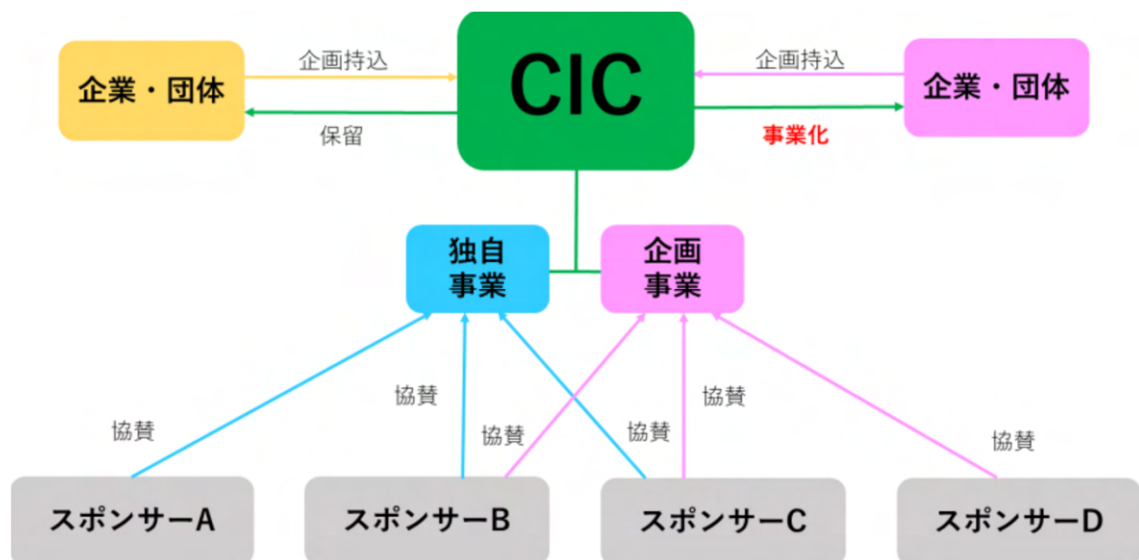 企業・団体
企画持込
保留
CIC
企画持込
事業化
企業・団体
独自
事業
企画
事業
協賛
協賛
協賛
協賛
協賛
協賛
スポンサーA
スポンサーB
スポンサーC
スポンサーD